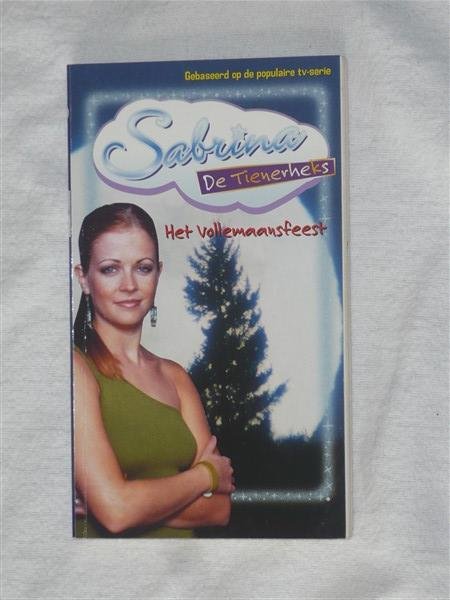 Gebaseerd op de populaire tv-serie
Sabrina
De Tienerheks
Het Vollemaansfeest